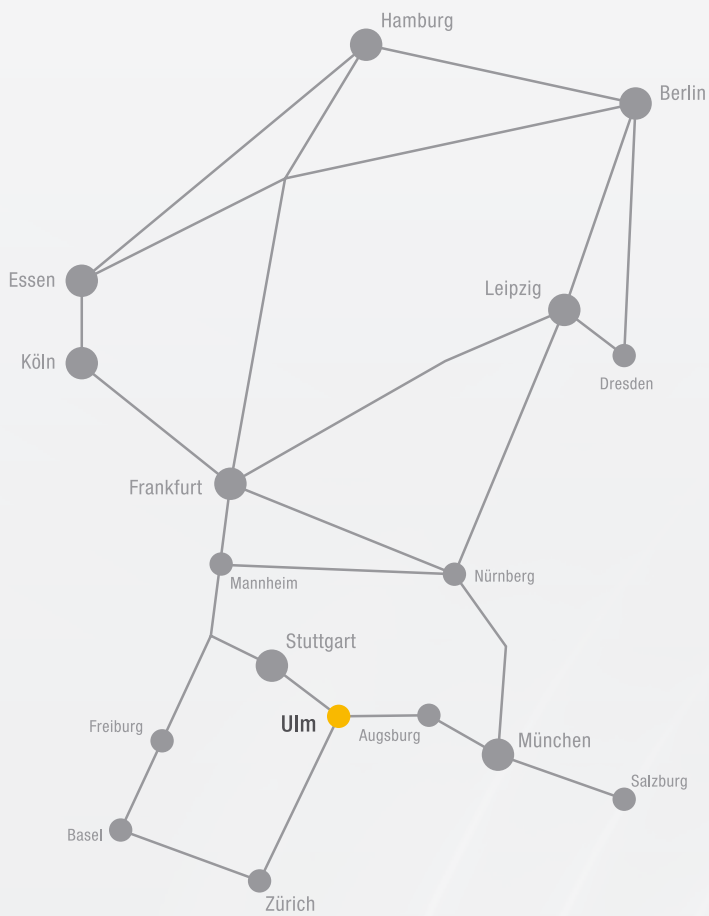 Hamburg
Berlin
Essen
Leipzig
Köln
Dresden
Frankfurt
Mannheim
Nürnberg
Stuttgart
Ulm
Freiburg
Augsburg
München
Salzburg
Basel
Zürich